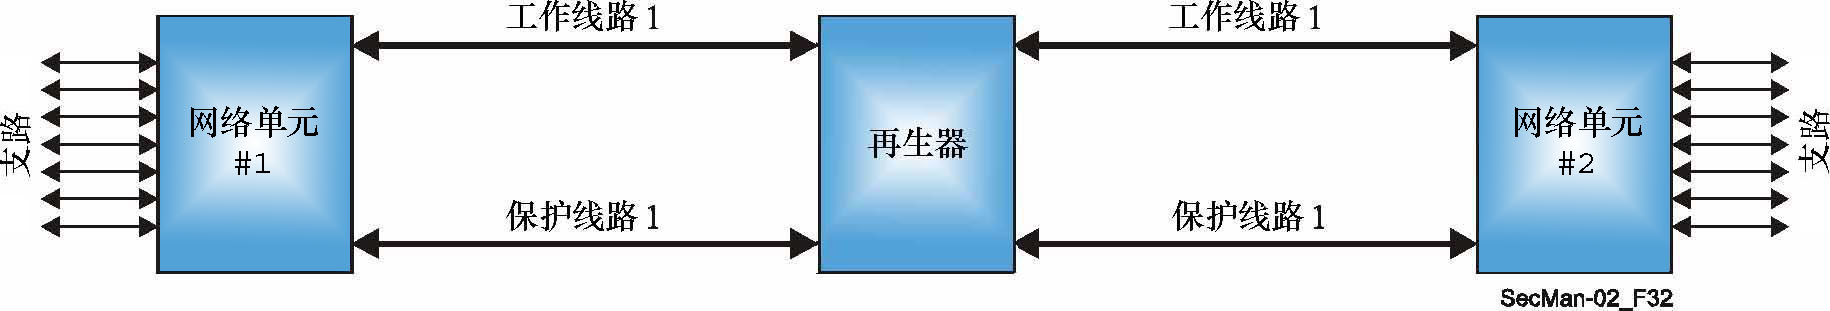 工作线路 1
工作线路 1
支路
网络单元
#1
再生器
网络单元
#2
支路
保护线路 1
保护线路 1
SecMan-02_F32